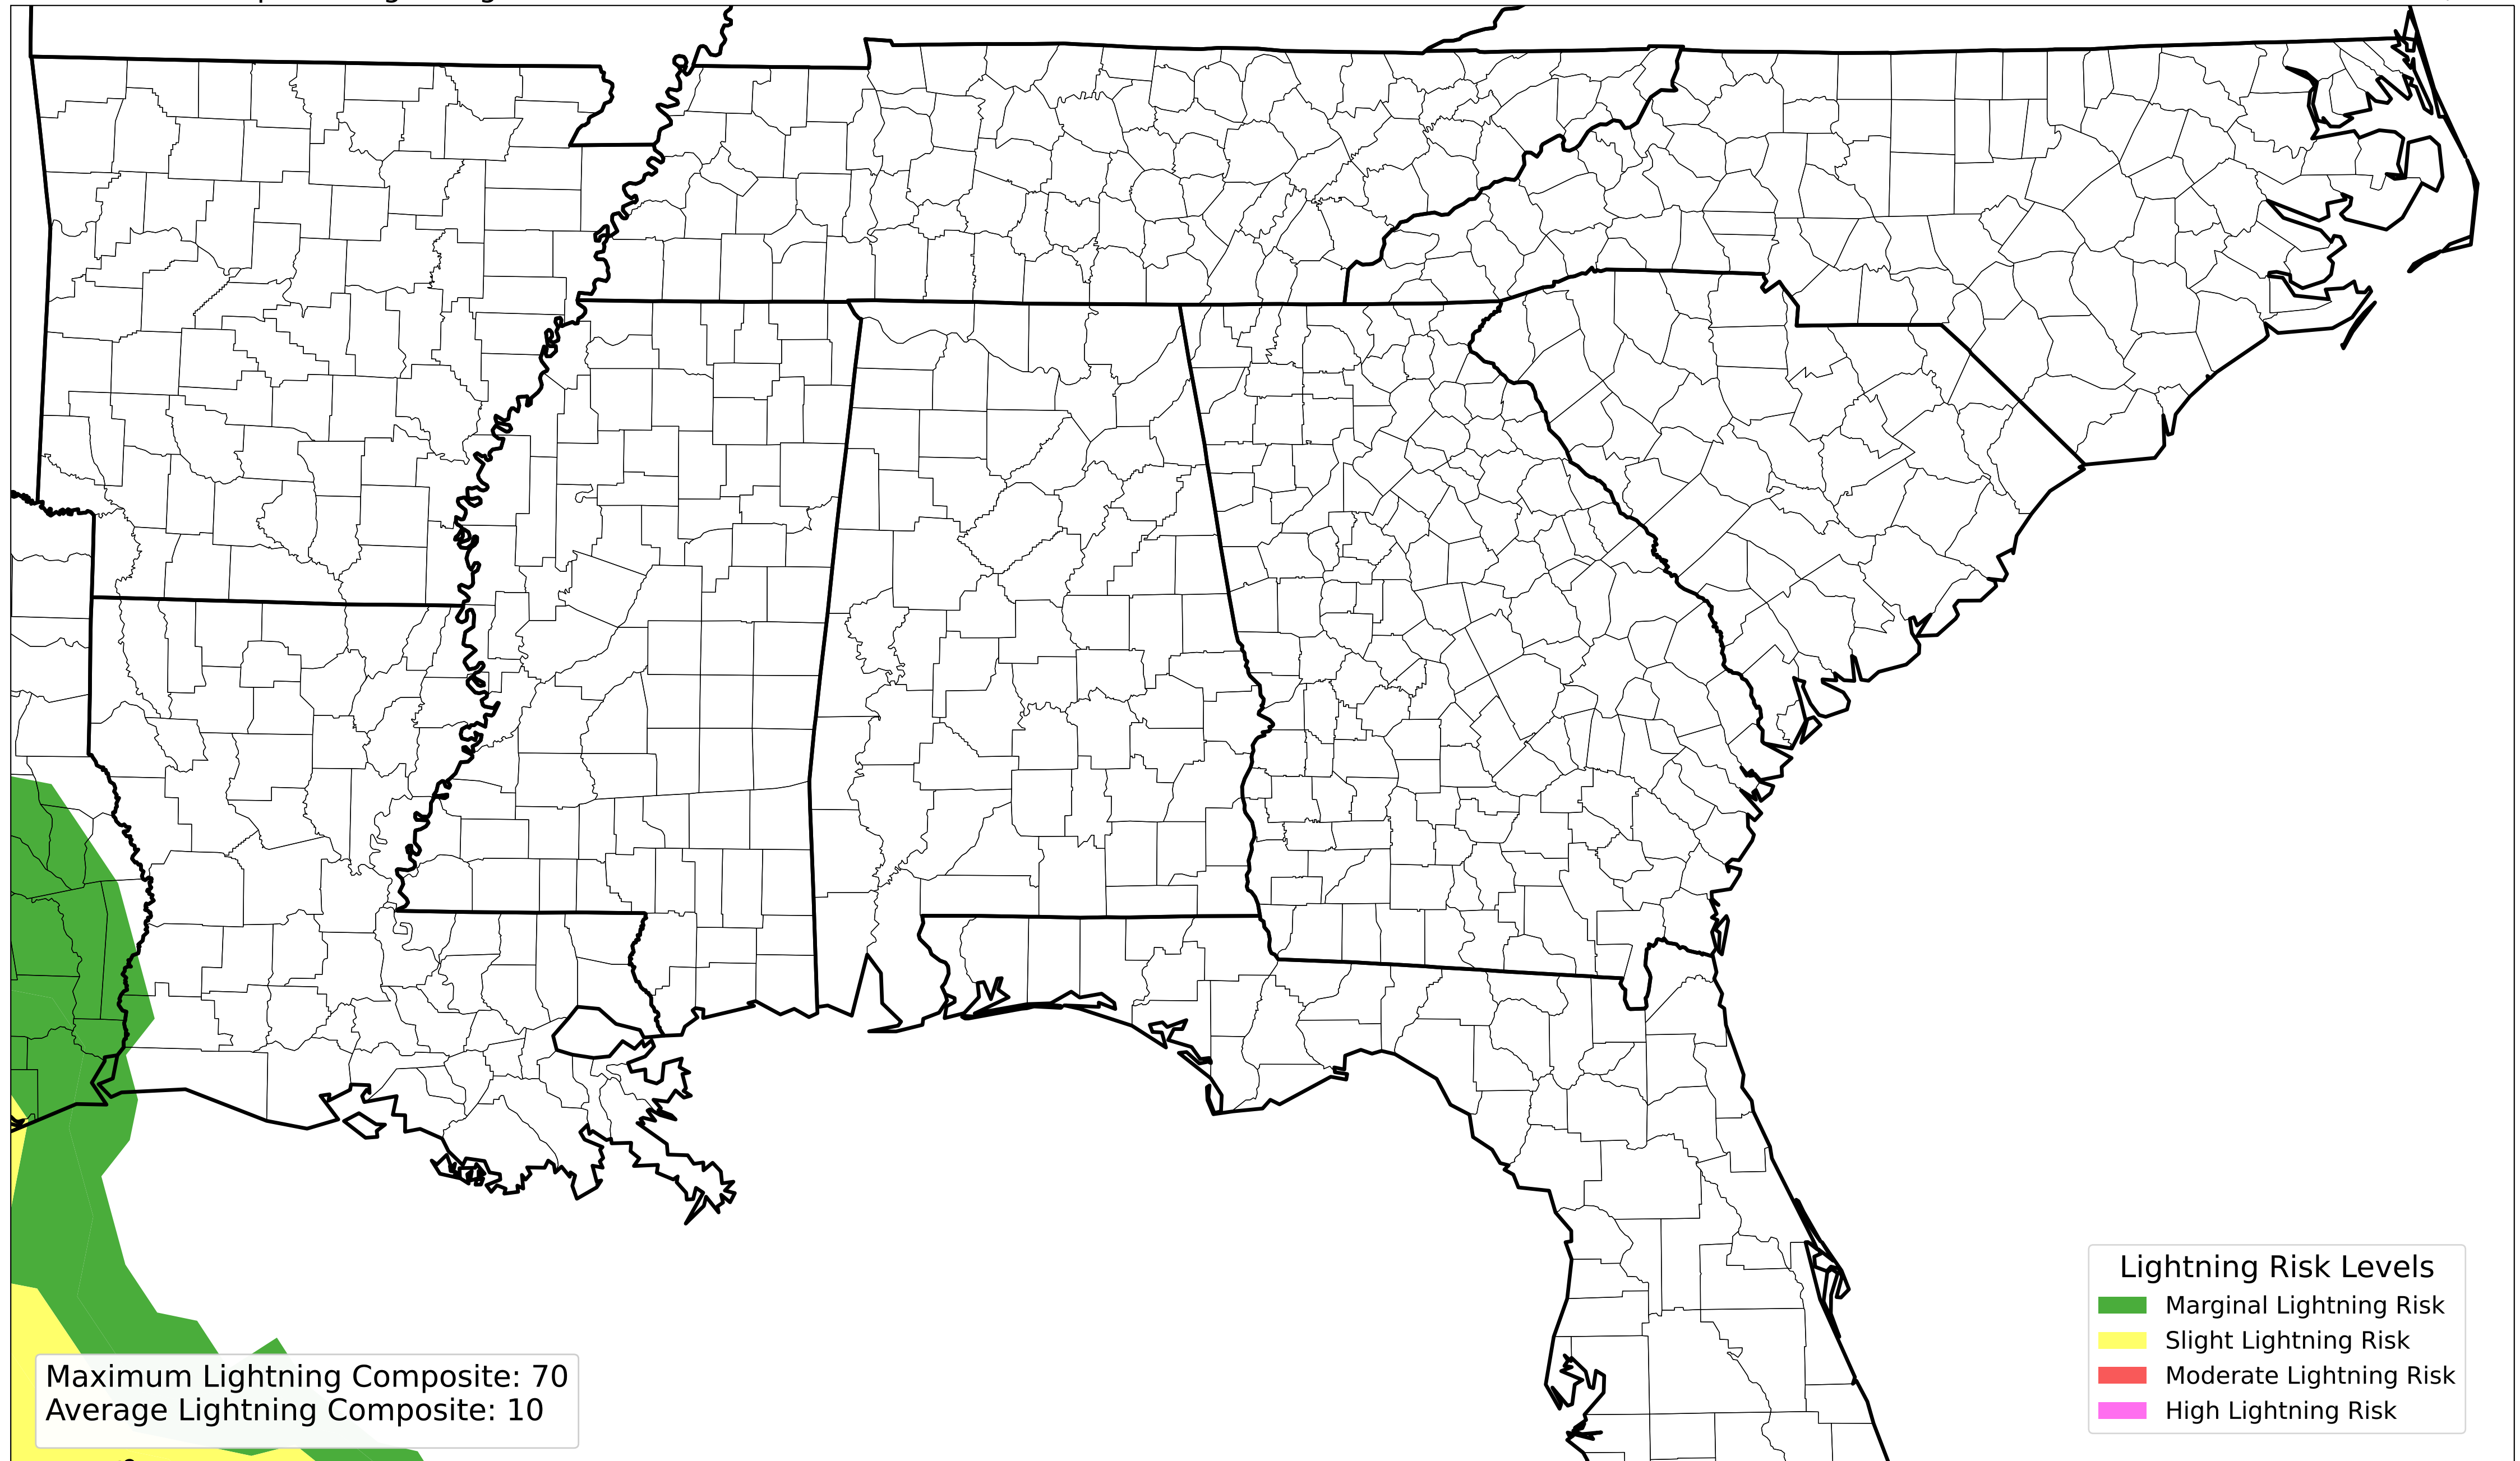 Lightning Risk Levels
Marginal Lightning Risk
Slight Lightning Risk
Moderate Lightning Risk
High Lightning Risk
Maximum Lightning Composite: 70
Average Lightning Composite: 10